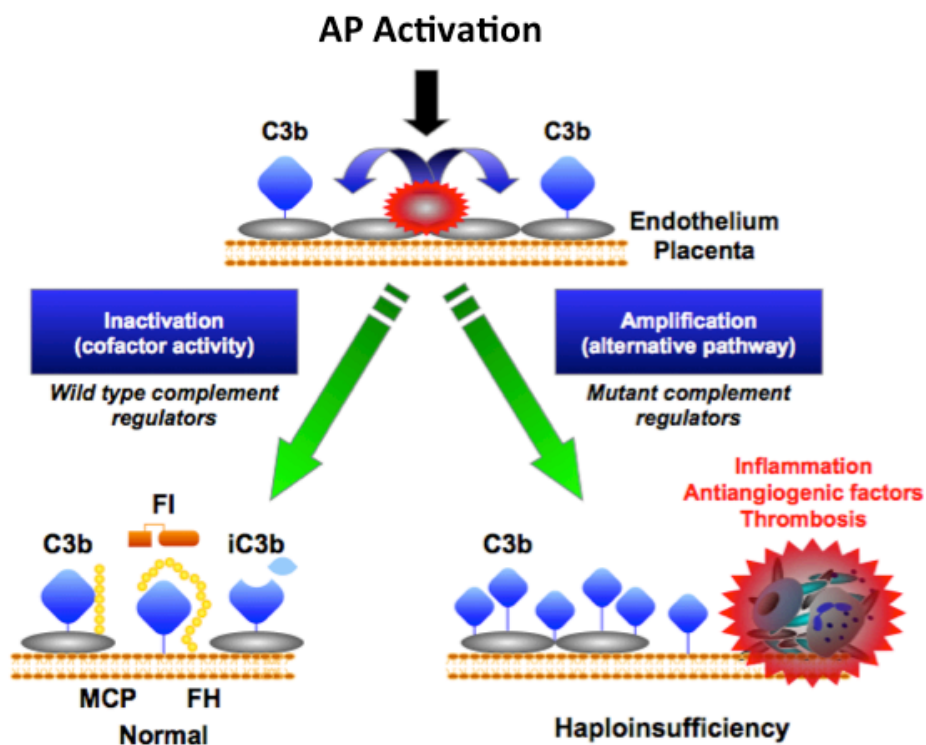 AP Activation
C3b
C3b
Endothelium
Placenta
Inactivation
(cofactor activity)
Amplification
(alternative pathway)
Wild type complement
regulators
Mutant complement
regulators
Inflammation
Antiangiogenic factors
Thrombosis
FI
C3b
iC3b
C3b
MCP
FH
Normal
Haploinsufficiency